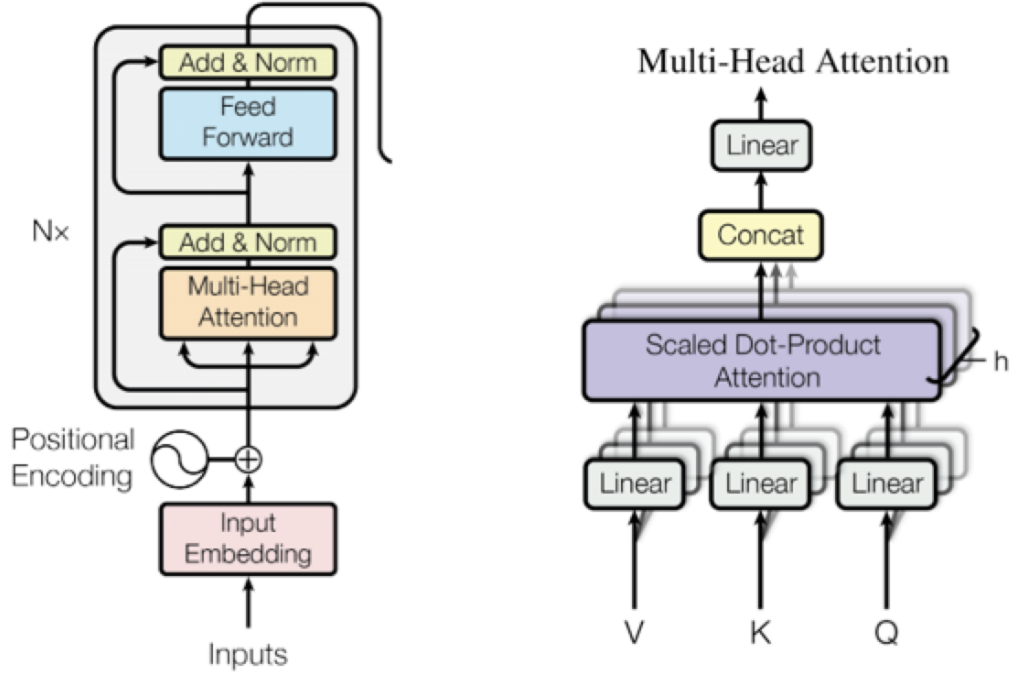 Add & Norm
Feed
Forward
N×
Add & Norm
Multi-Head
Attention
Positional
Encoding
Input
Embedding
Inputs
Multi-Head Attention
Linear
Concat
Scaled Dot-Product
Attention
h
Linear
Linear
Linear
V
K
Q